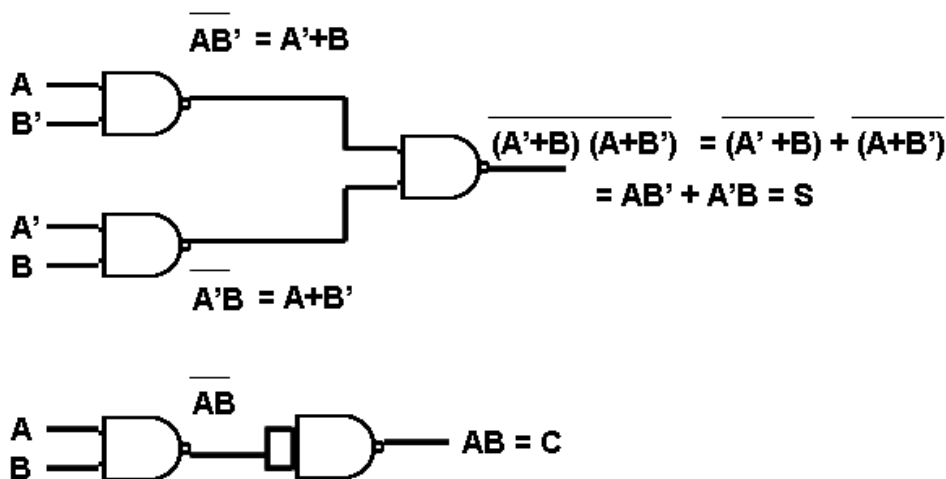 AB’ = A’+B
A
B’
(A’+B) (A+B’) = (A’ +B) + (A+B’)
= AB’ + A’B = S
A’
B
A’B = A+B’
AB
A
B
AB = C